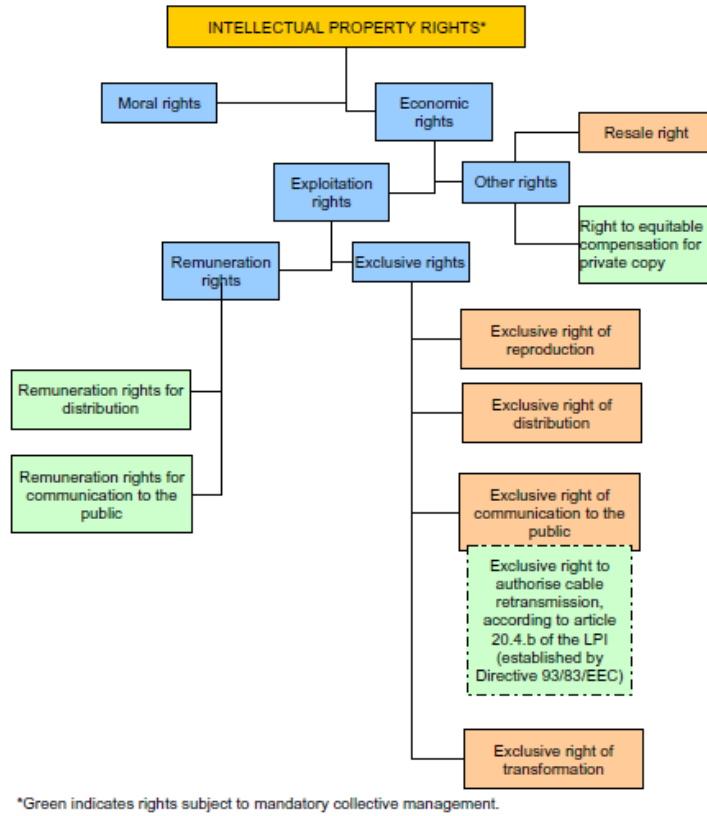 INTELLECTUAL PROPERTY RIGHTS*
Moral rights
Economic
rights
Resale right
Exploitation
rights
Other rights
Right to equitable
compensation for
private copy
Remuneration
rights
Exclusive rights
Exclusive right of
reproduction
Remuneration rights for
distribution
Exclusive right of
distribution
Remuneration rights for
communication to the
public
Exclusive right of
communication to the
public
Exclusive right to
authorise cable
retransmission,
according to article
20.4.b of the LPI
(established by
Directive 93/83/EEC)
Exclusive right of
transformation
*Green indicates rights subject to mandatory collective management.